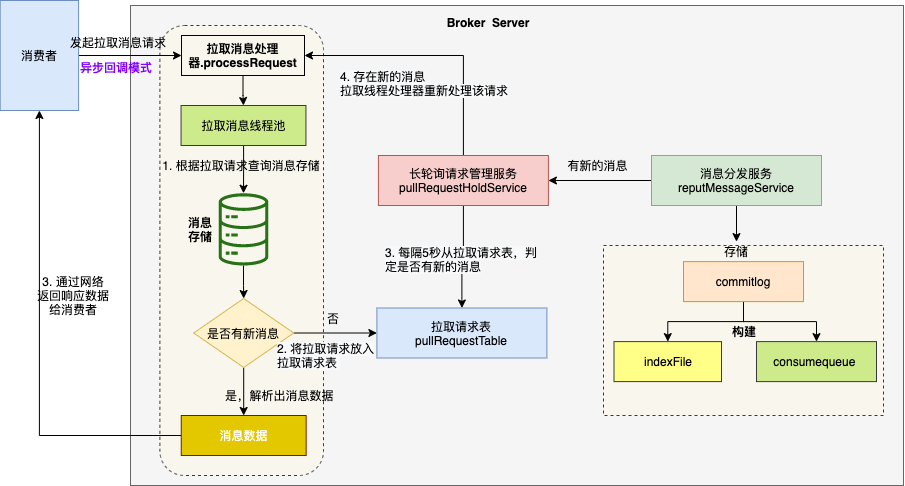 Broker Server
消费者
发起拉取消息请求
异步回调模式
拉取消息处理
器.processRequest
拉取消息线程池
1. 根据拉取请求查询消息存储
消息
存储
是否有新消息
否
2. 将拉取请求放入
拉取请求表
是，解析出消息数据
消息数据
3. 通过网络
返回响应数据
给消费者
4. 存在新的消息
拉取线程处理器重新处理该请求
长轮询请求管理服务
pullRequestHoldService
有新的消息
消息分发服务
reputMessageService
3. 每隔5秒从拉取请求表，判
定是否有新的消息
拉取请求表
pullRequestTable
存储
commitlog
构建
indexFile
consumequeue